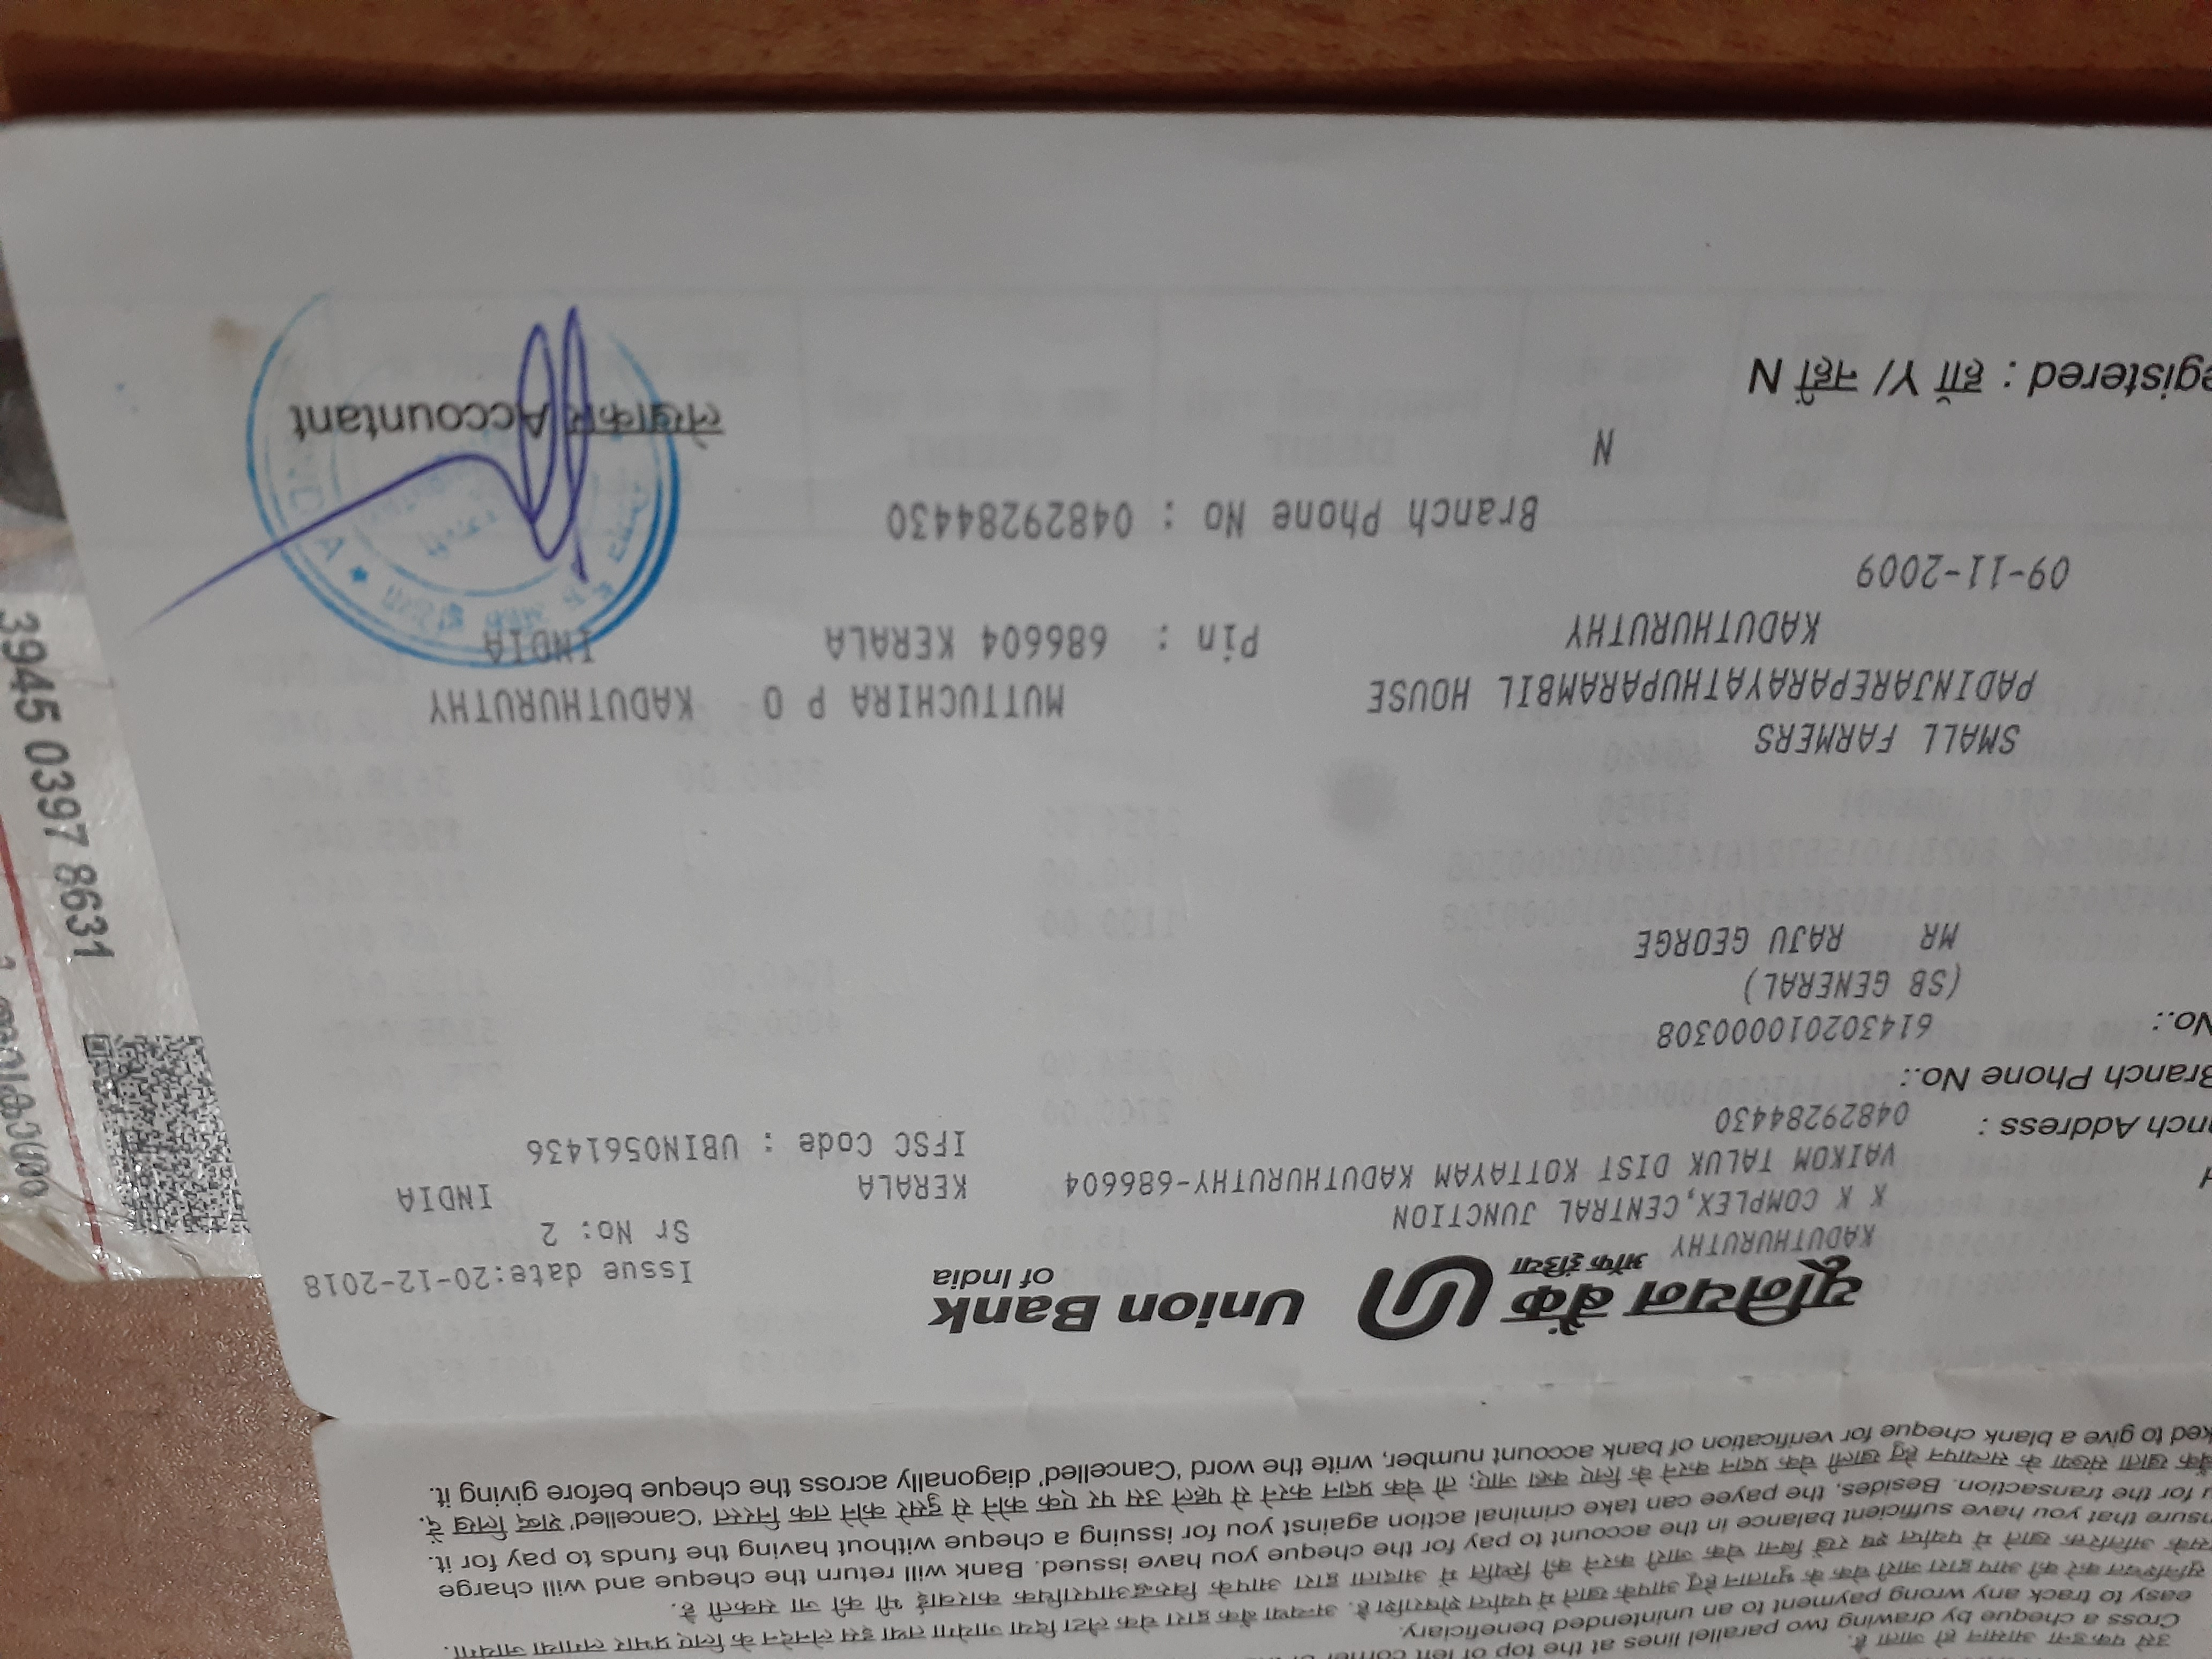 उसे पकडना आसान हो जाता है.
Cross a cheque by drawing two parallel lines at the top of left corner
easy to track any wrong payment to an unintended beneficiary.
सुनिश्चित करे की आप द्वारा जारी चेक के भुगतान हेतू आपके खाते में पर्याप्त शेषराशि है. अन्यथा बैंक द्वारा चेक लौटा दिया जायेगा तथा इस लेनदेन के लिए प्रभार लगाया जायेगा.
सके अतिरिक्त खाते में पर्याप्त श्ष रखें बिना चेक जारी करने की स्थिति में आदाता द्वारा आपके विरुद्धआपराधिक कारवाई भी की जा सकती है.
nsure that you have sufficient balance in the account to pay for the cheque you have issued. Bank will return the cheque and will charge
u for the transaction. Besides, the payee can take criminal action against you for issuing a cheque without having the funds to pay for it.
बैंक खाता संख्या के सत्यापन हेतु खाली चेक प्रदान करने के लिए कहा जाए; तो चेक प्रदान करने से पहले उस पर एक कोने से दुसरे कोने तक निरस्त 'Cancelled' शब्द लिख दें.
ked to give a blank cheque for verification of bank account number, write the word 'Cancelled' diagonally across the cheque before giving it.
यूनियन बैंक Union Bank
ऑफ इंडिया of India
Issue date:20-12-2018
KADUTHURUTHY
Sr No: 2
K K COMPLEX,CENTRAL JUNCTION
VAIKOM TALUK DIST KOTTAYAM KADUTHURUTHY-686604 KERALA INDIA
nch Address :
04829284430 IFSC Code : UBIN0561436
Branch Phone No.:
No.: 614302010000308
(SB GENERAL)
MR RAJU GEORGE
3945 0397 8631
SMALL FARMERS
PADINJAREPARAYATHUPARAMBIL HOUSE MUTTUCHIRA P O KADUTHURUTHY
KADUTHURUTHY Pin : 686604 KERALA INDIA
09-11-2009
Branch Phone No : 04829284430
N
लेखाकार Accountant
egistered : हाॅं Y/ नहीं N